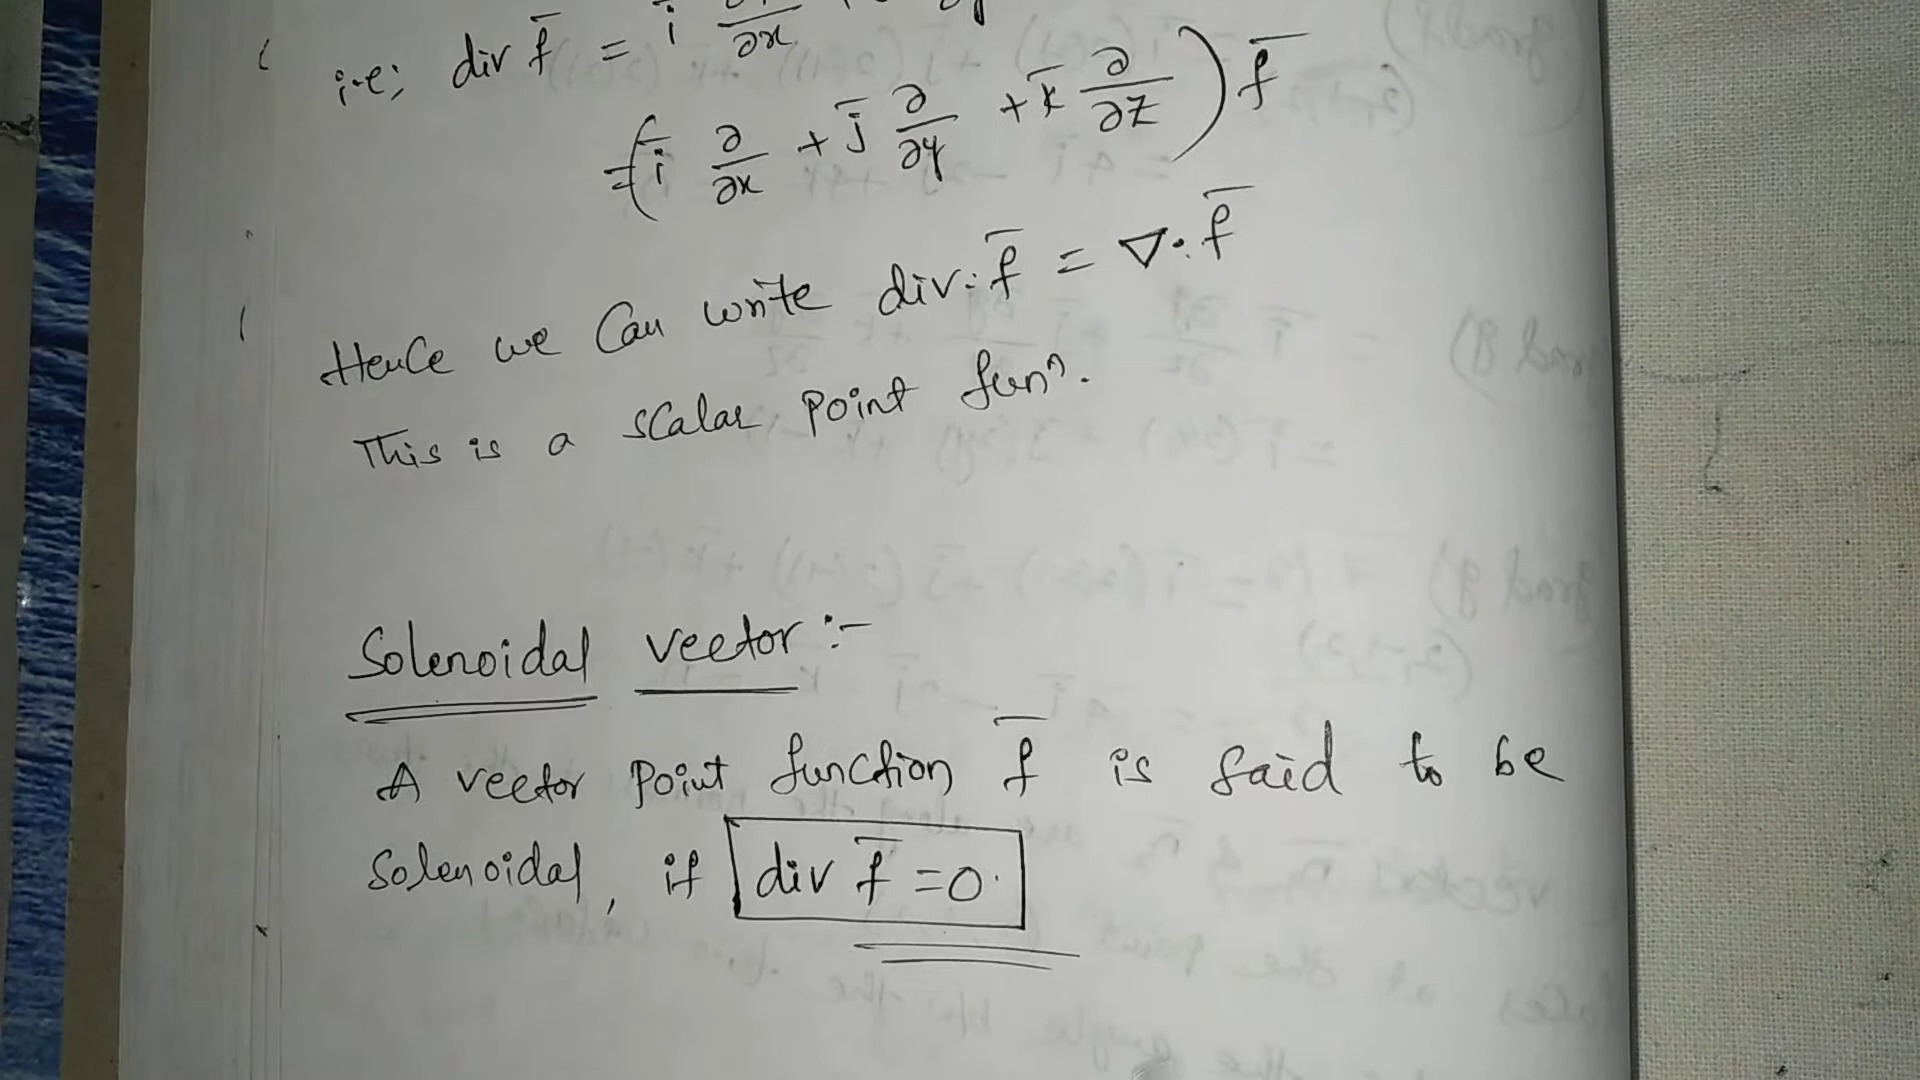 i.e; div f̄ = ī ∂x
= (ī ∂/∂x + j̄ ∂/∂y + k̄ ∂/∂z) f̄
Hence we can write div. f̄ = ∇. f̄
This is a scalar point funⁿ.
Solenoidal vector :-
A vector point function f̄ is said to be
solenoidal, if div f̄ = 0.